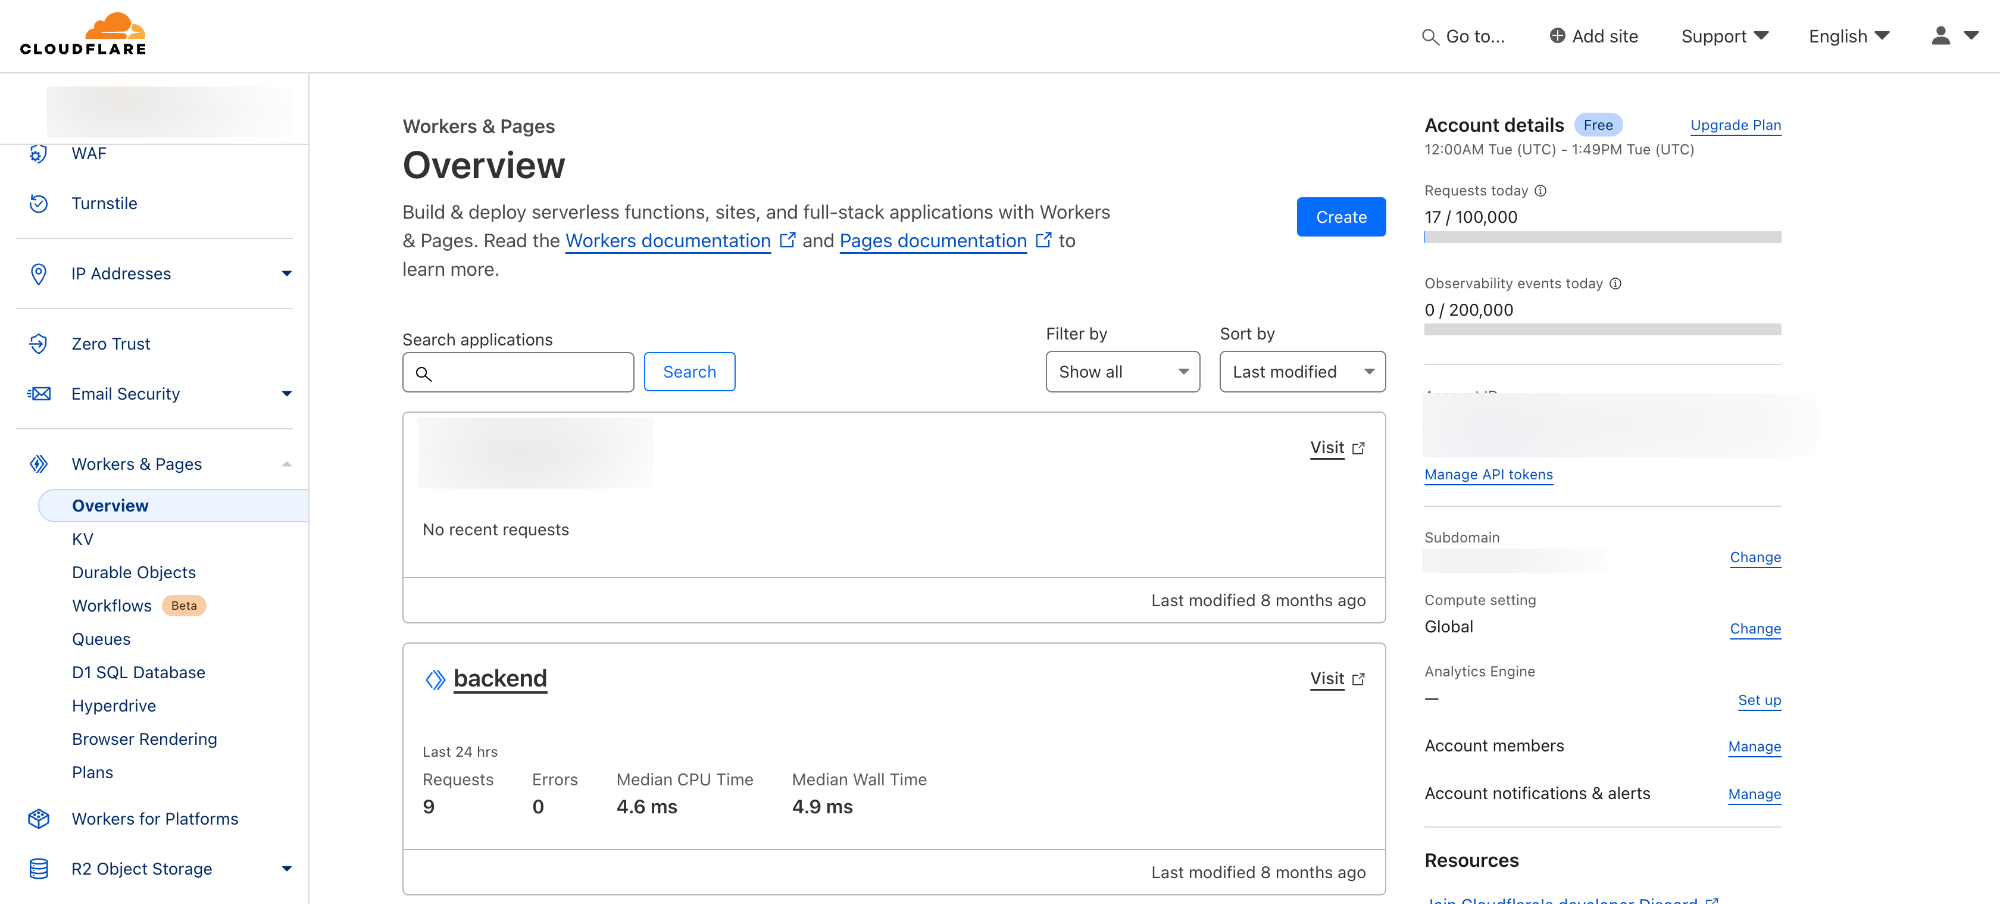 CLOUDFLARE
Go to...
Add site
Support
English
WAF
Turnstile
IP Addresses
Zero Trust
Email Security
Workers & Pages
Overview
KV
Durable Objects
Workflows Beta
Queues
D1 SQL Database
Hyperdrive
Browser Rendering
Plans
Workers for Platforms
R2 Object Storage
Workers & Pages
Overview
Build & deploy serverless functions, sites, and full-stack applications with Workers
& Pages. Read the Workers documentation and Pages documentation to
learn more.
Create
Search applications
Search
Filter by
Show all
Sort by
Last modified
Visit
No recent requests
Last modified 8 months ago
backend
Visit
Last 24 hrs
Requests Errors Median CPU Time Median Wall Time
9 0 4.6 ms 4.9 ms
Last modified 8 months ago
Account details Free Upgrade Plan
12:00AM Tue (UTC) - 1:49PM Tue (UTC)
Requests today
17 / 100,000
Observability events today
0 / 200,000
Manage API tokens
Subdomain
Change
Compute setting
Global Change
Analytics Engine
— Set up
Account members Manage
Account notifications & alerts Manage
Resources
Join Cloudflare's developer Discord